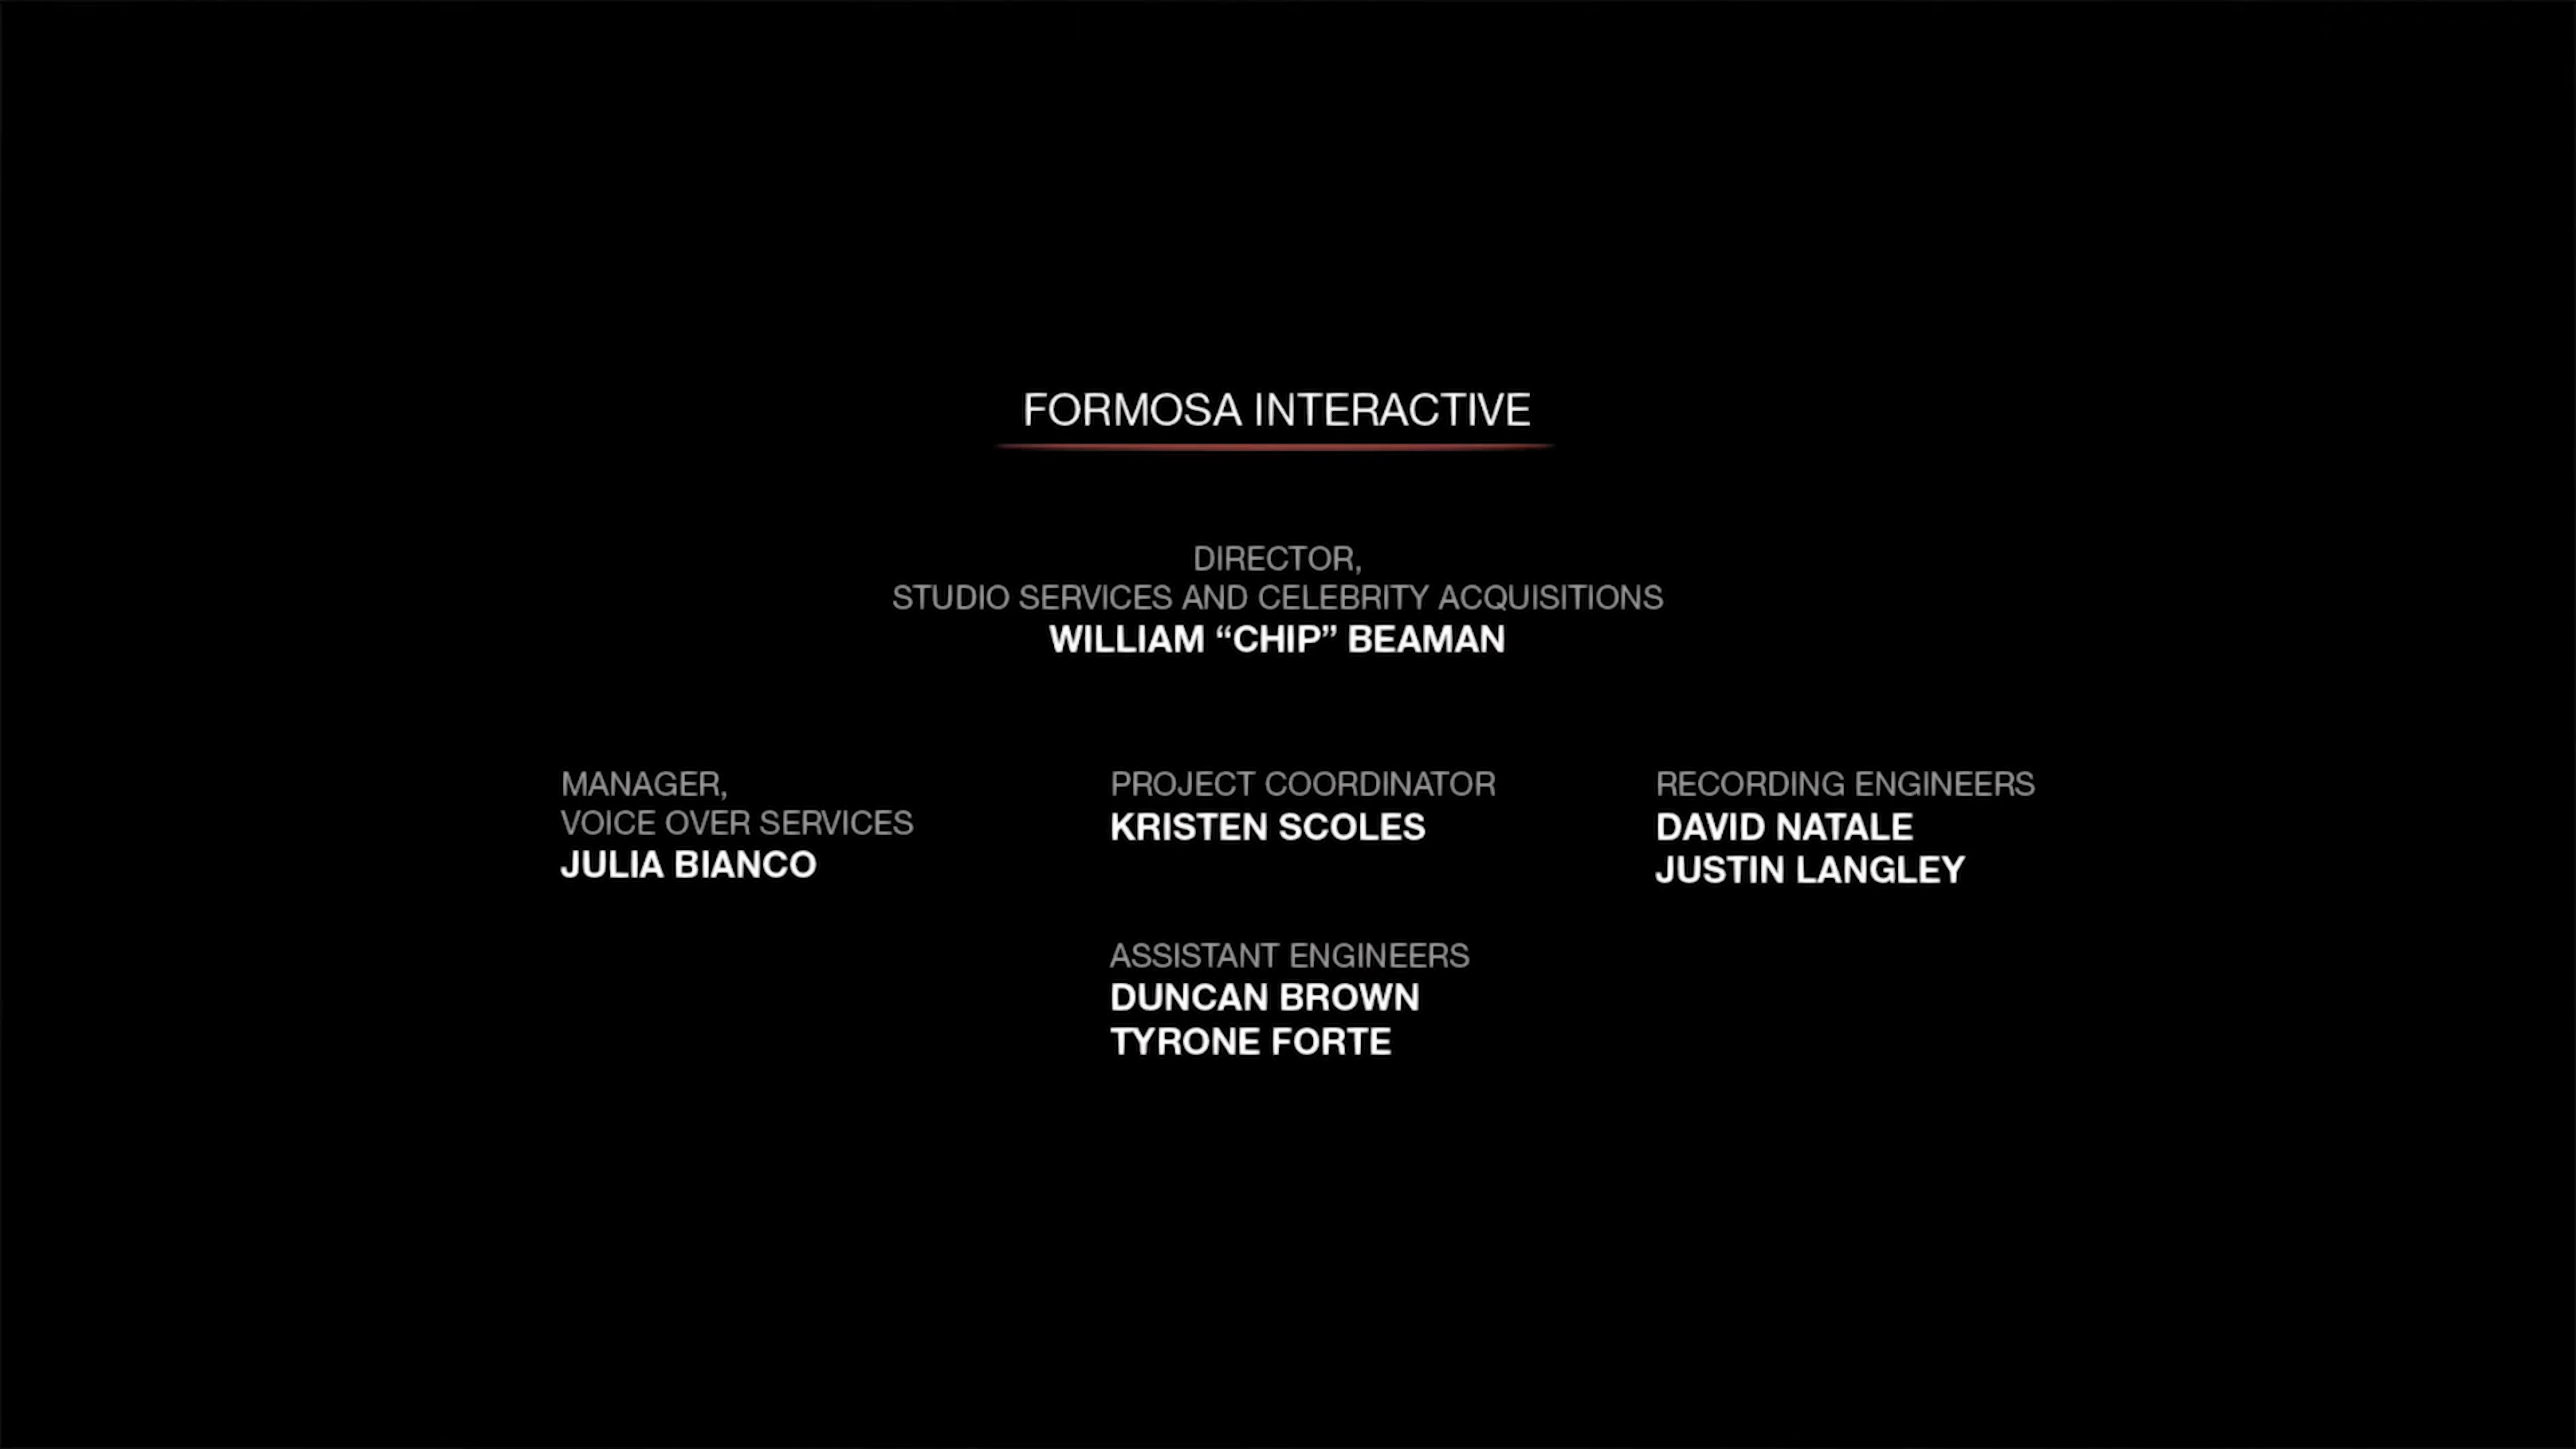 FORMOSA INTERACTIVE
DIRECTOR,
STUDIO SERVICES AND CELEBRITY ACQUISITIONS
WILLIAM “CHIP” BEAMAN
MANAGER,
VOICE OVER SERVICES
JULIA BIANCO
PROJECT COORDINATOR
KRISTEN SCOLES
RECORDING ENGINEERS
DAVID NATALE
JUSTIN LANGLEY
ASSISTANT ENGINEERS
DUNCAN BROWN
TYRONE FORTE